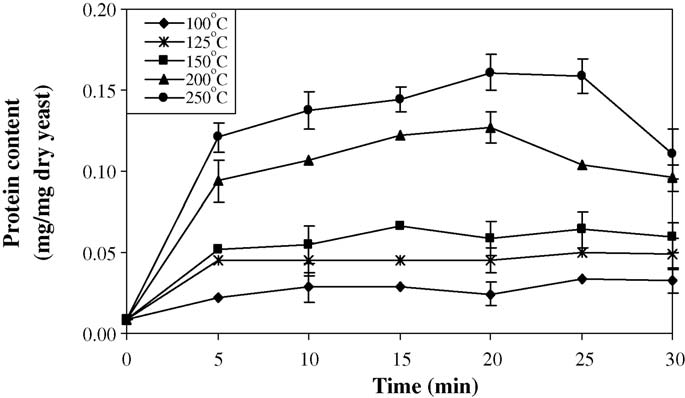 Protein content
(mg/mg dry yeast)
0.20
0.15
0.10
0.05
0.00
100°C
125°C
150°C
200°C
250°C
0 5 10 15 20 25 30
Time (min)